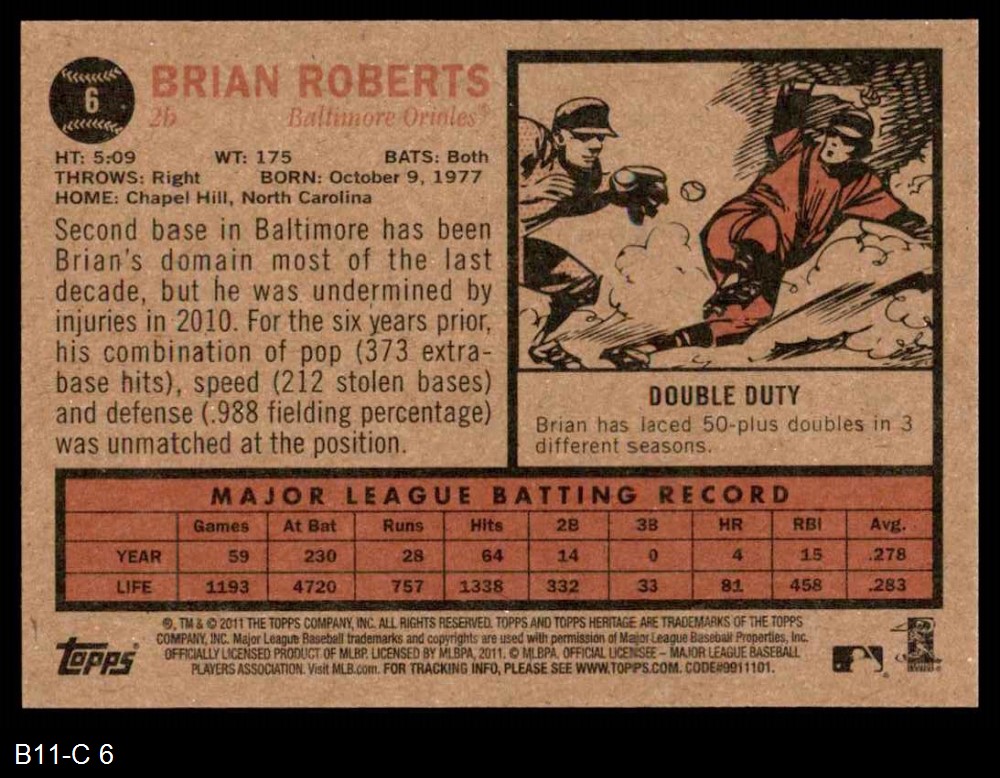 6
BRIAN ROBERTS
2b
Baltimore Orioles®
HT: 5:09 WT: 175 BATS: Both
THROWS: Right BORN: October 9, 1977
HOME: Chapel Hill, North Carolina
Second base in Baltimore has been
Brian's domain most of the last
decade, but he was undermined by
injuries in 2010. For the six years prior,
his combination of pop (373 extra-
base hits), speed (212 stolen bases)
and defense (.988 fielding percentage)
was unmatched at the position.
DOUBLE DUTY
Brian has laced 50-plus doubles in 3
different seasons.
MAJOR LEAGUE BATTING RECORD
Games At Bat Runs Hits 2B 3B HR RBI Avg.
YEAR 59 230 28 64 14 0 4 15 .278
LIFE 1193 4720 757 1338 332 33 81 458 .283
®, TM & © 2011 THE TOPPS COMPANY, INC. ALL RIGHTS RESERVED. TOPPS AND TOPPS HERITAGE ARE TRADEMARKS OF THE TOPPS
COMPANY, INC. Major League Baseball trademarks and copyrights are used with permission of Major League Baseball Properties, Inc.
OFFICIALLY LICENSED PRODUCT OF MLBP. LICENSED BY MLBPA, 2011. © MLBPA, OFFICIAL LICENSEE – MAJOR LEAGUE BASEBALL
PLAYERS ASSOCIATION. Visit MLB.com. FOR TRACKING INFO, PLEASE SEE WWW.TOPPS.COM. CODE#9911101.
Topps®
B11-C 6